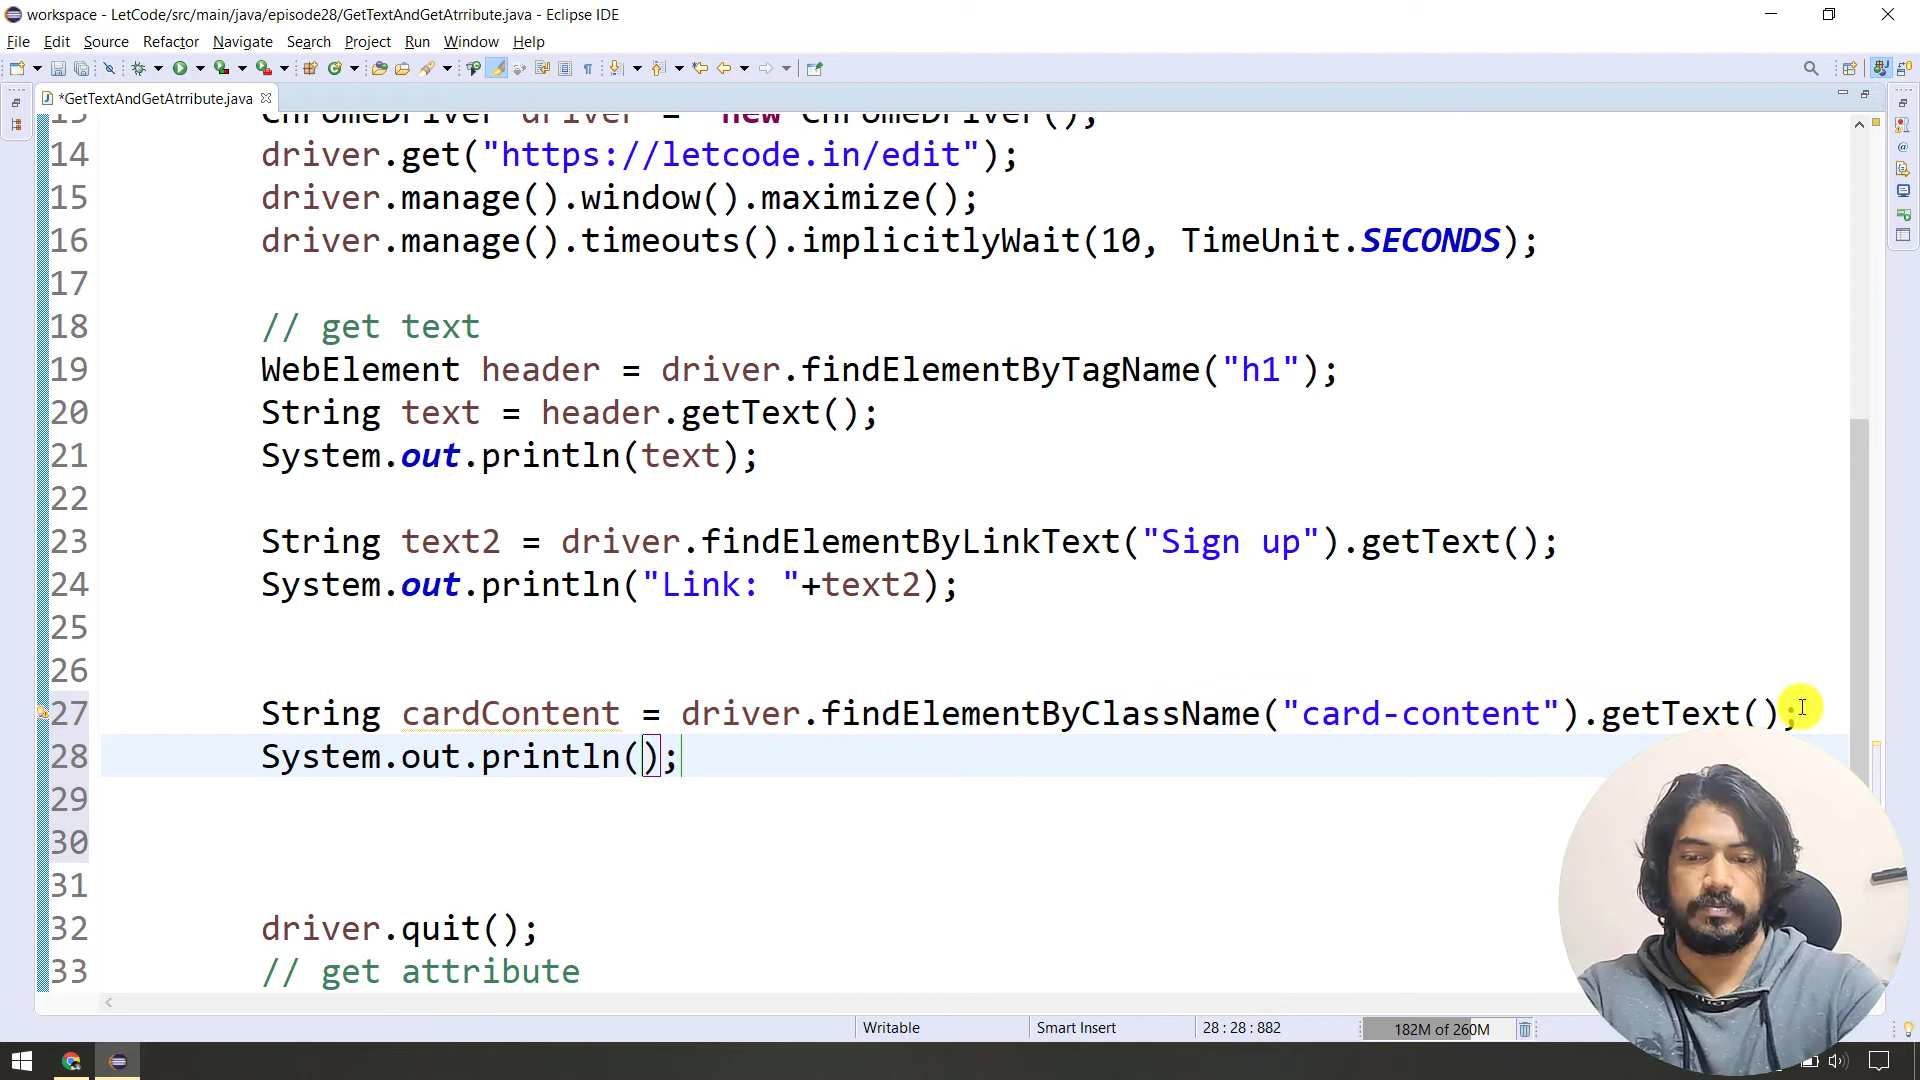 workspace - LetCode/src/main/java/episode28/GetTextAndGetAtrribute.java - Eclipse IDE
File Edit Source Refactor Navigate Search Project Run Window Help
*GetTextAndGetAtrribute.java
13 ChromeDriver driver = new ChromeDriver();
14 driver.get("https://letcode.in/edit");
15 driver.manage().window().maximize();
16 driver.manage().timeouts().implicitlyWait(10, TimeUnit.SECONDS);
17
18 // get text
19 WebElement header = driver.findElementByTagName("h1");
20 String text = header.getText();
21 System.out.println(text);
22
23 String text2 = driver.findElementByLinkText("Sign up").getText();
24 System.out.println("Link: "+text2);
25
26
27 String cardContent = driver.findElementByClassName("card-content").getText();
28 System.out.println();
29
30
31
32 driver.quit();
33 // get attribute
Writable Smart Insert 28 : 28 : 882 182M of 260M